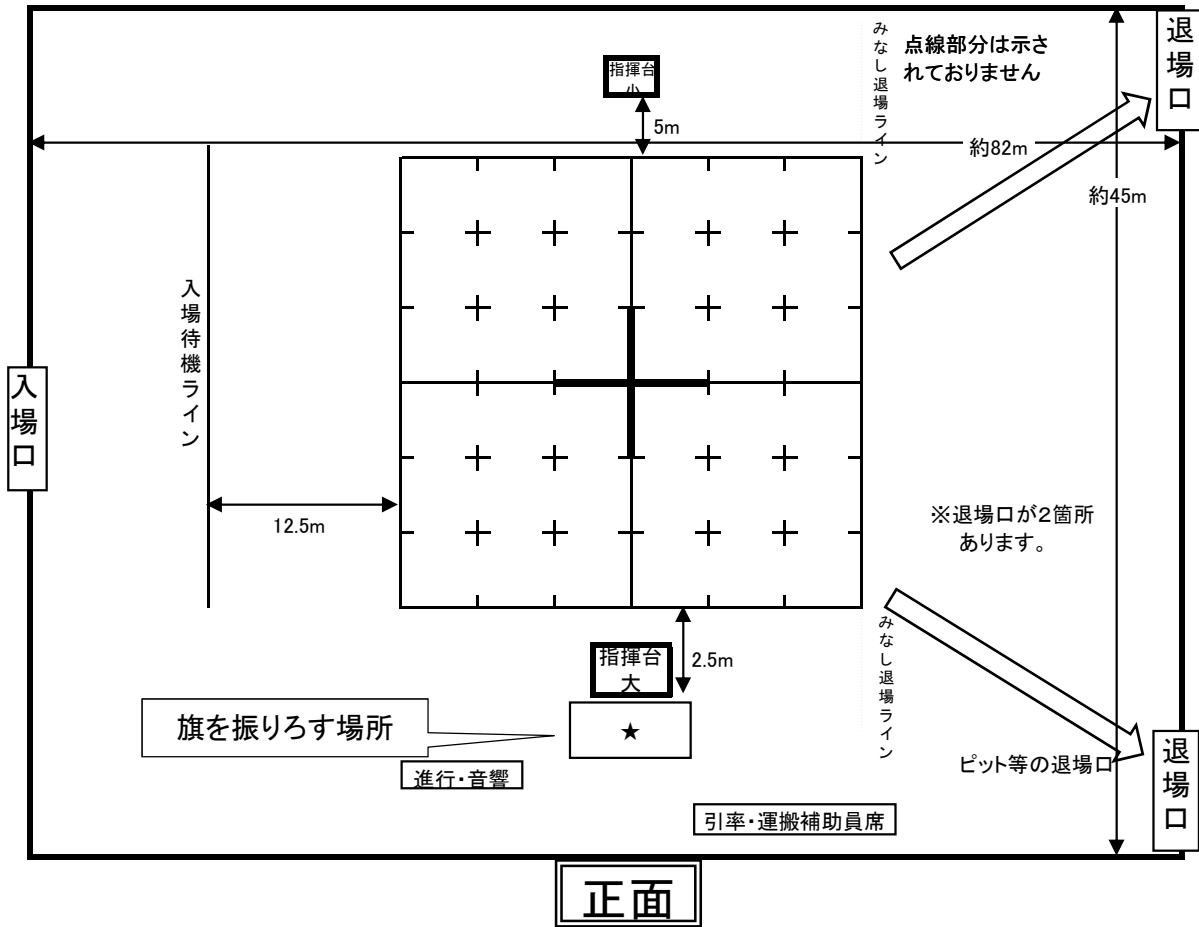 みなし退場ライン
点線部分は示さ
れておりません
退場口
指揮台
小
5m
約82m
約45m
入場待機ライン
入場口
12.5m
※退場口が2箇所
あります。
みなし退場ライン
指揮台
大
2.5m
旗を振りろす場所
★
進行・音響
ピット等の退場口
退場口
引率・運搬補助員席
正面